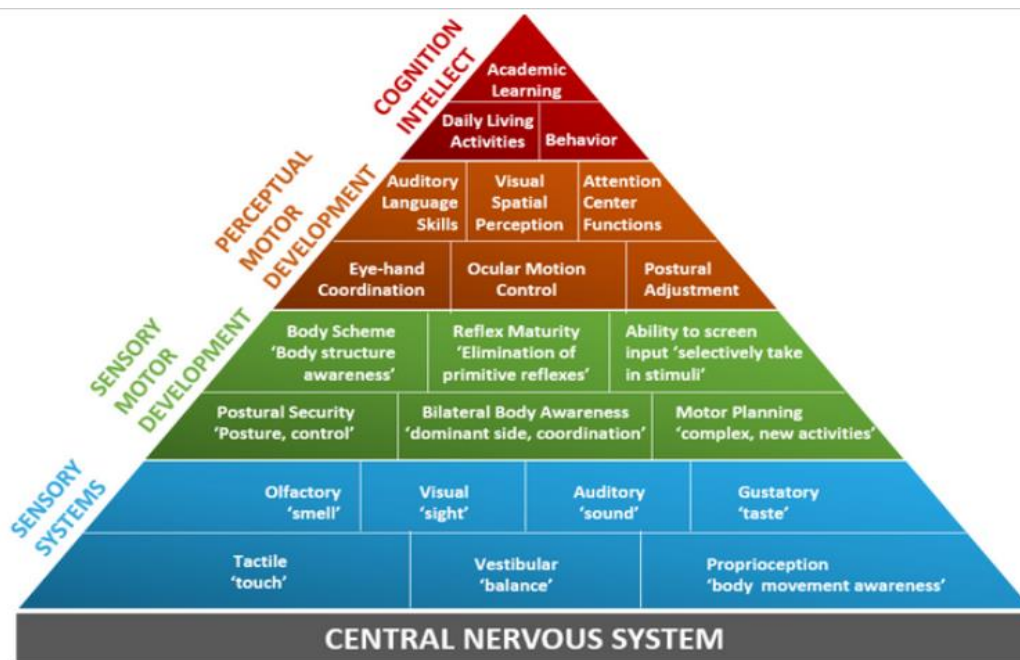 COGNITION
INTELLECT
Academic
Learning
Daily Living
Activities
Behavior
PERCEPTUAL
MOTOR
DEVELOPMENT
Auditory
Language
Skills
Visual
Spatial
Perception
Attention
Center
Functions
Eye-hand
Coordination
Ocular Motion
Control
Postural
Adjustment
SENSORY
MOTOR
DEVELOPMENT
Body Scheme
‘Body structure
awareness’
Reflex Maturity
‘Elimination of
primitive reflexes’
Ability to screen
input ‘selectively take
in stimuli’
Postural Security
‘Posture, control’
Bilateral Body Awareness
‘dominant side, coordination’
Motor Planning
‘complex, new activities’
SENSORY
SYSTEMS
Olfactory
‘smell’
Visual
‘sight’
Auditory
‘sound’
Gustatory
‘taste’
Tactile
‘touch’
Vestibular
‘balance’
Proprioception
‘body movement awareness’
CENTRAL NERVOUS SYSTEM